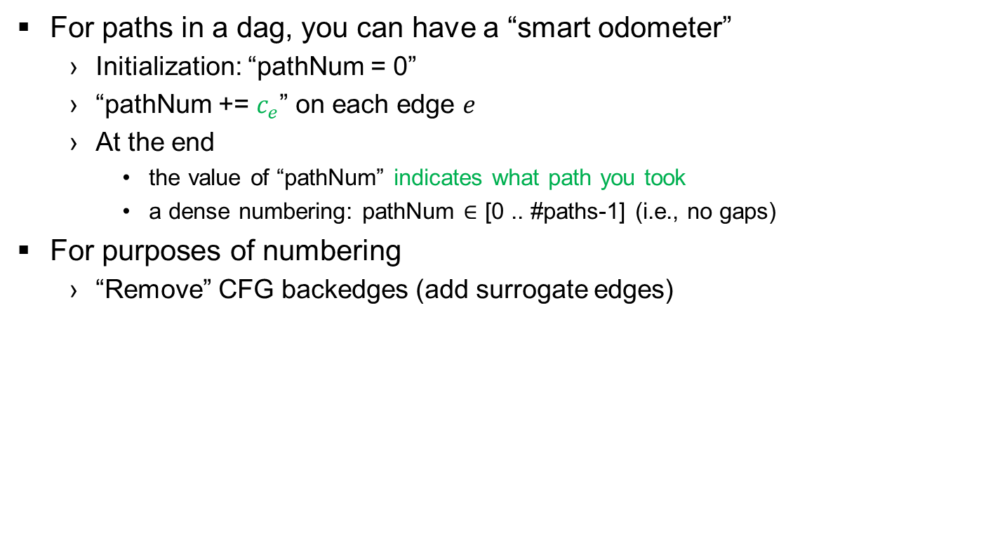 ▪ For paths in a dag, you can have a “smart odometer”
› Initialization: “pathNum = 0”
› “pathNum += 𝑐ₑ” on each edge 𝑒
› At the end
• the value of “pathNum” indicates what path you took
• a dense numbering: pathNum ∈ [0 .. #paths-1] (i.e., no gaps)
▪ For purposes of numbering
› “Remove” CFG backedges (add surrogate edges)